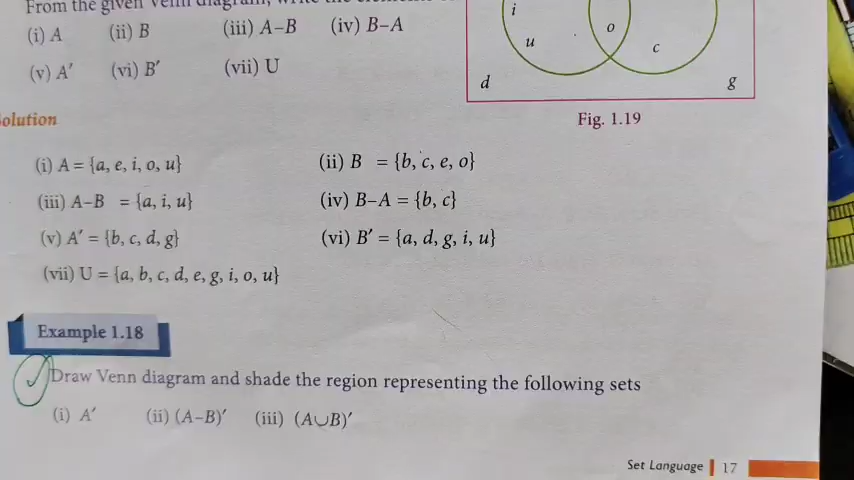 From the given Venn diagram, write the elements
(i) A (ii) B (iii) A–B (iv) B–A
(v) A′ (vi) B′ (vii) U
i
u
o
c
d
g
Fig. 1.19
olution
(i) A = {a, e, i, o, u} (ii) B = {b, c, e, o}
(iii) A–B = {a, i, u} (iv) B–A = {b, c}
(v) A′ = {b, c, d, g} (vi) B′ = {a, d, g, i, u}
(vii) U = {a, b, c, d, e, g, i, o, u}
Example 1.18
Draw Venn diagram and shade the region representing the following sets
(i) A′ (ii) (A–B)′ (iii) (A∪B)′
Set Language | 17